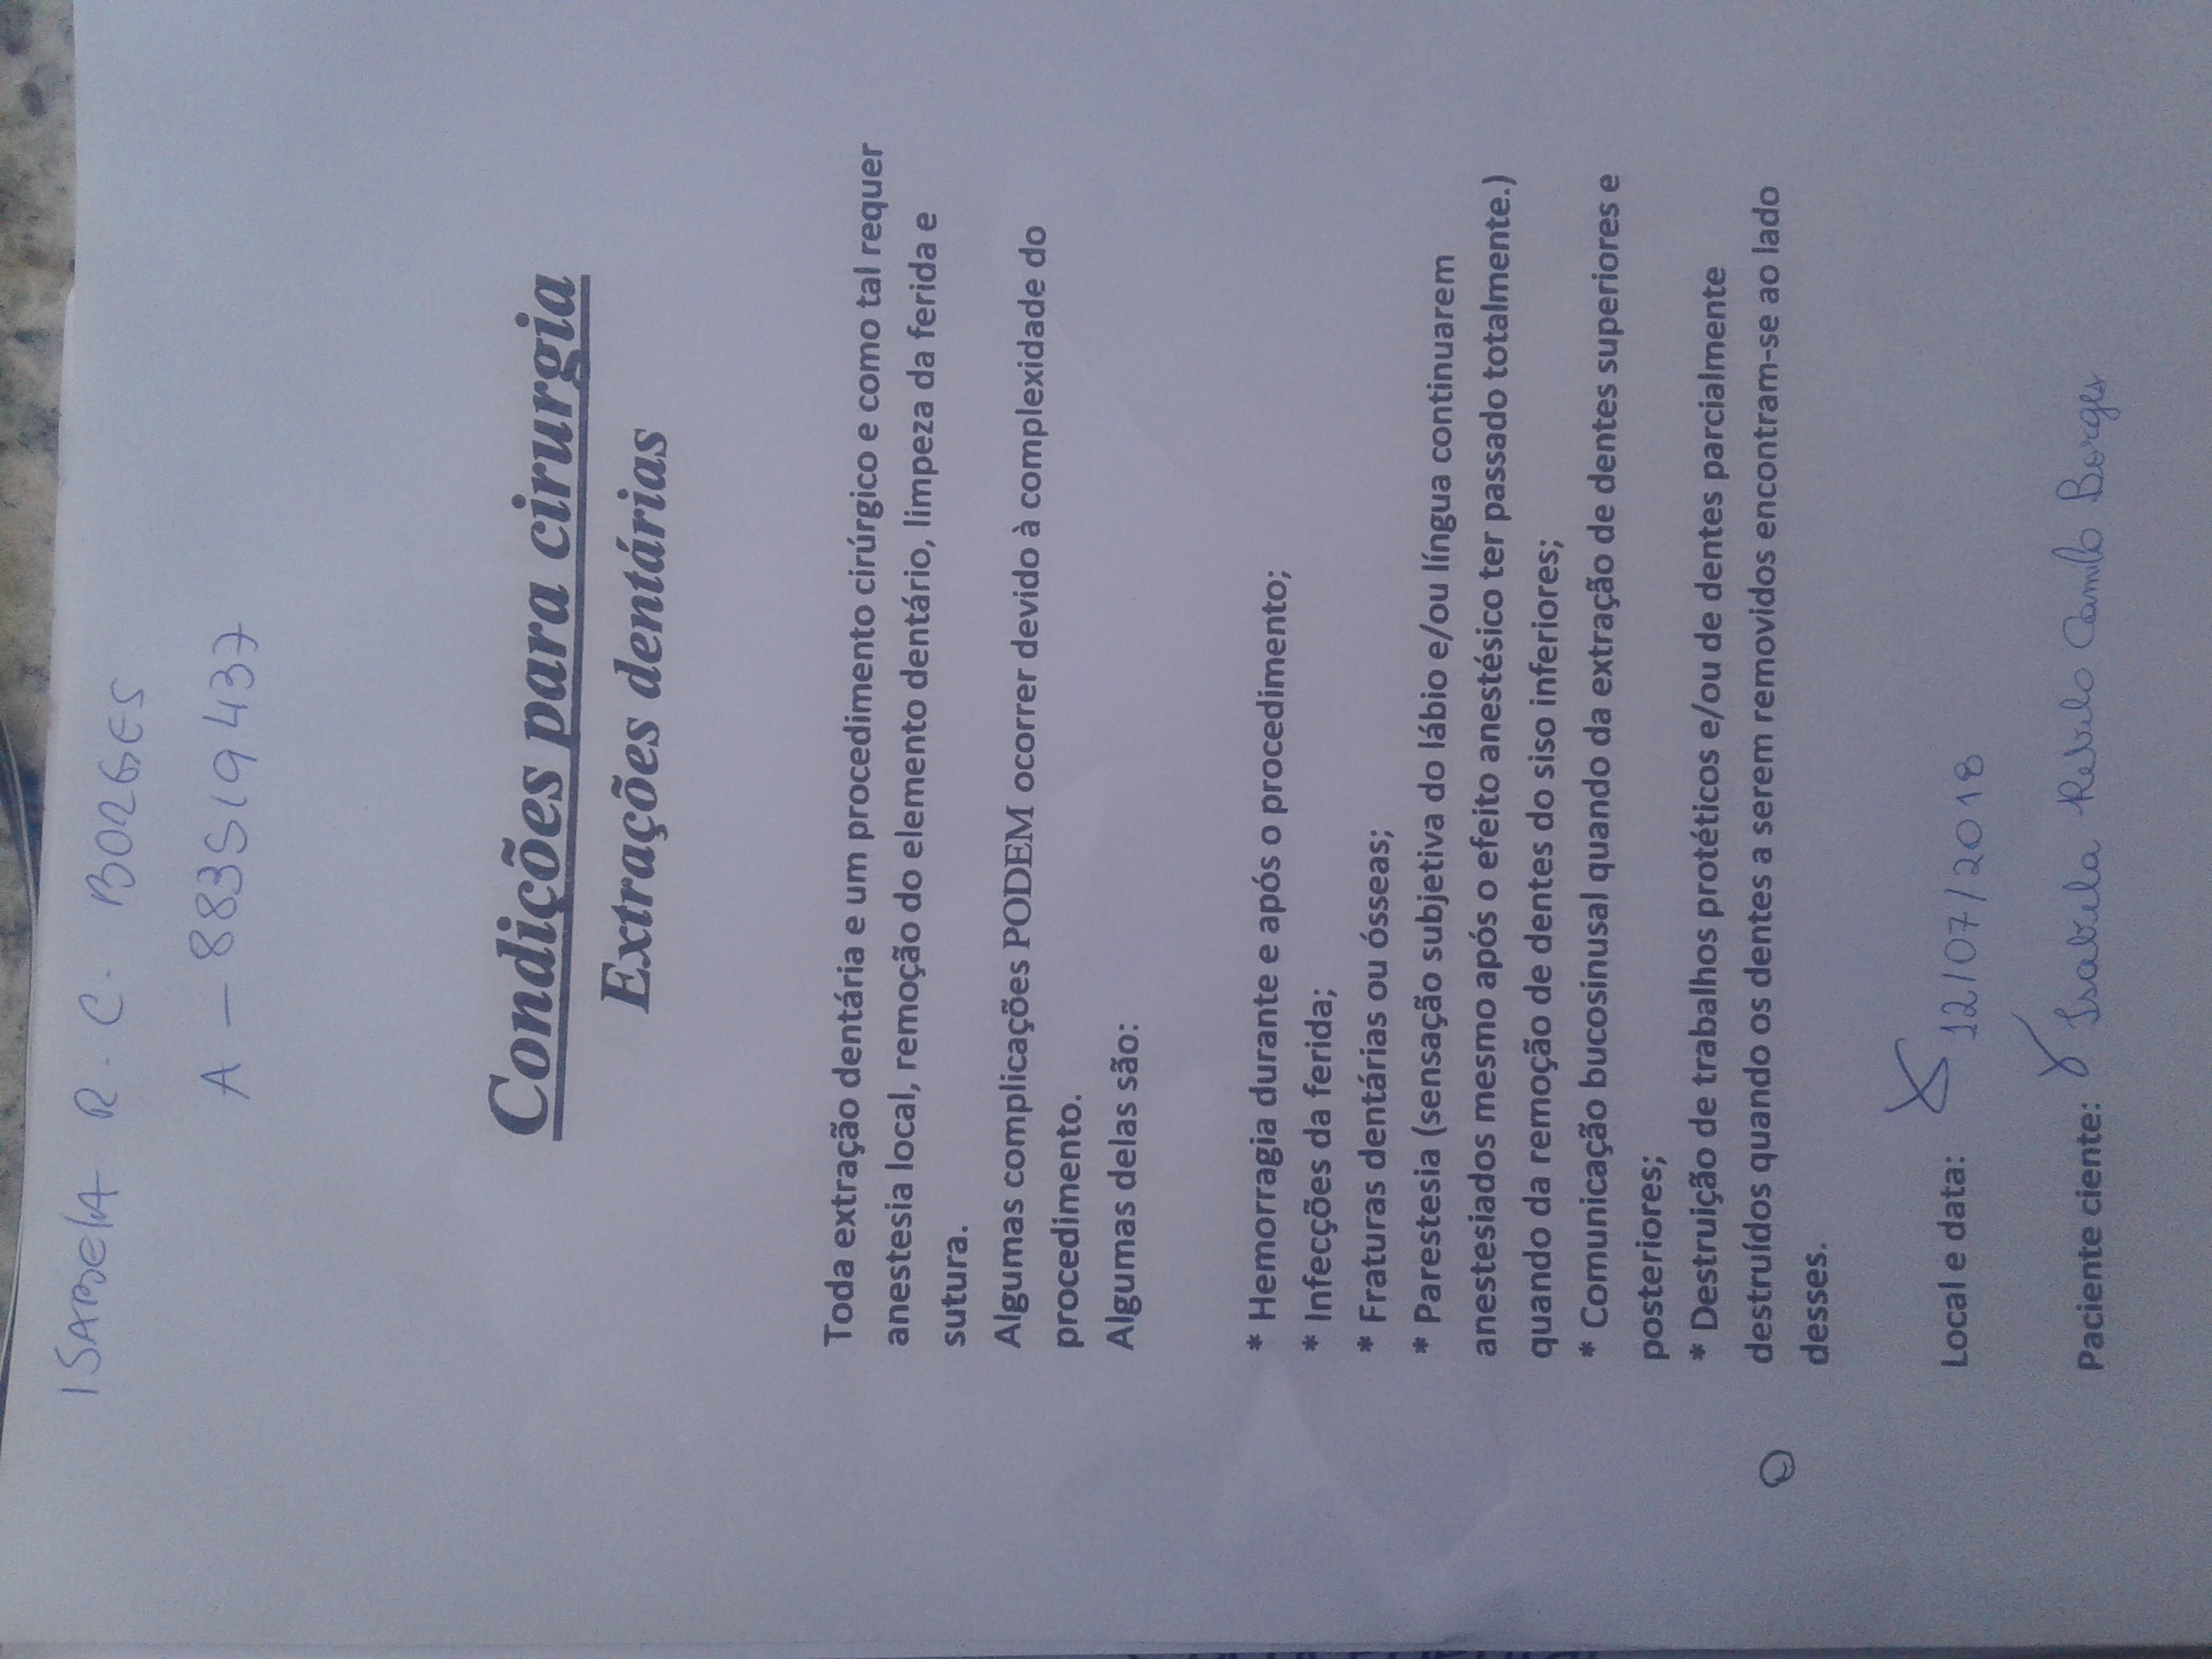 ISABELA R. C. BORGES
A - 883519437
Condições para cirurgia
Extrações dentárias
Toda extração dentária e um procedimento cirúrgico e como tal requer
anestesia local, remoção do elemento dentário, limpeza da ferida e
sutura.
Algumas complicações PODEM ocorrer devido à complexidade do
procedimento.
Algumas delas são:
* Hemorragia durante e após o procedimento;
* Infecções da ferida;
* Fraturas dentárias ou ósseas;
* Parestesia (sensação subjetiva do lábio e/ou língua continuarem
anestesiados mesmo após o efeito anestésico ter passado totalmente.)
quando da remoção de dentes do siso inferiores;
* Comunicação bucosinusal quando da extração de dentes superiores e
posteriores;
* Destruição de trabalhos protéticos e/ou de dentes parcialmente
destruídos quando os dentes a serem removidos encontram-se ao lado
desses.
Local e data: X 12/07/2018
Paciente ciente: X Isabela Rebelo Camilo Borges